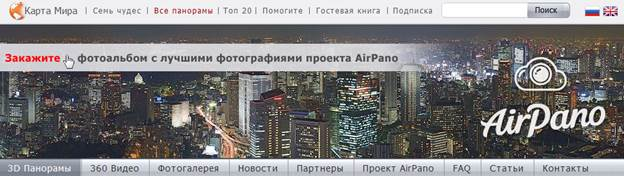 Карта Мира | Семь чудес | Все панорамы | Топ 20 | Помогите | Гостевая книга | Подписка Поиск
Закажите фотоальбом с лучшими фотографиями проекта AirPano
AirPano
3D Панорамы 360 Видео Фотогалерея Новости Партнеры Проект AirPano FAQ Статьи Контакты